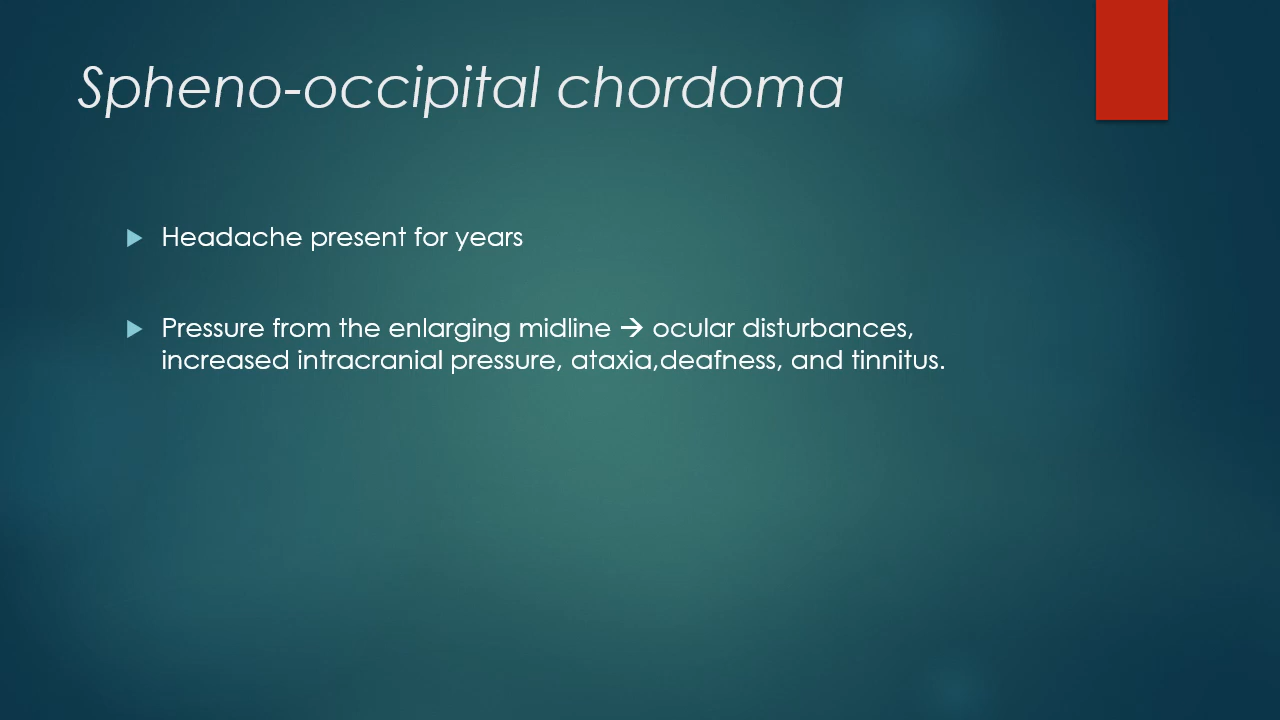 Spheno-occipital chordoma
Headache present for years
Pressure from the enlarging midline → ocular disturbances,
increased intracranial pressure, ataxia,deafness, and tinnitus.